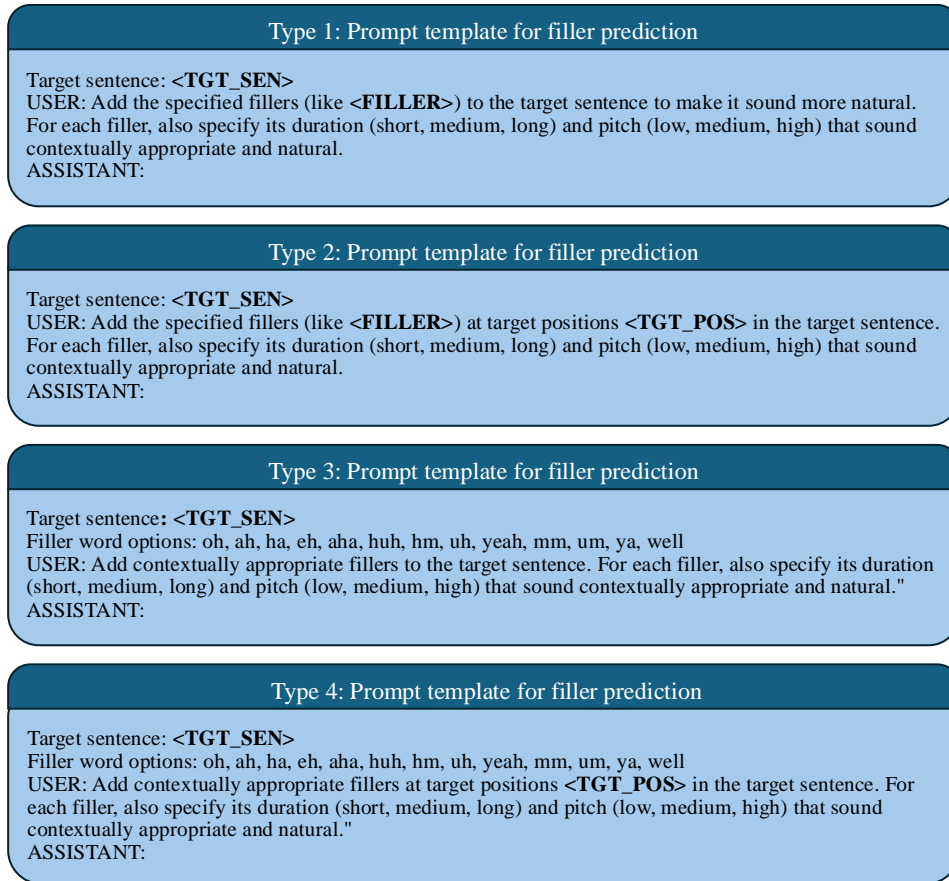 Type 1: Prompt template for filler prediction
Target sentence: <TGT_SEN>
USER: Add the specified fillers (like <FILLER>) to the target sentence to make it sound more natural.
For each filler, also specify its duration (short, medium, long) and pitch (low, medium, high) that sound
contextually appropriate and natural.
ASSISTANT:
Type 2: Prompt template for filler prediction
Target sentence: <TGT_SEN>
USER: Add the specified fillers (like <FILLER>) at target positions <TGT_POS> in the target sentence.
For each filler, also specify its duration (short, medium, long) and pitch (low, medium, high) that sound
contextually appropriate and natural.
ASSISTANT:
Type 3: Prompt template for filler prediction
Target sentence: <TGT_SEN>
Filler word options: oh, ah, ha, eh, aha, huh, hm, uh, yeah, mm, um, ya, well
USER: Add contextually appropriate fillers to the target sentence. For each filler, also specify its duration
(short, medium, long) and pitch (low, medium, high) that sound contextually appropriate and natural."
ASSISTANT:
Type 4: Prompt template for filler prediction
Target sentence: <TGT_SEN>
Filler word options: oh, ah, ha, eh, aha, huh, hm, uh, yeah, mm, um, ya, well
USER: Add contextually appropriate fillers at target positions <TGT_POS> in the target sentence. For
each filler, also specify its duration (short, medium, long) and pitch (low, medium, high) that sound
contextually appropriate and natural."
ASSISTANT: